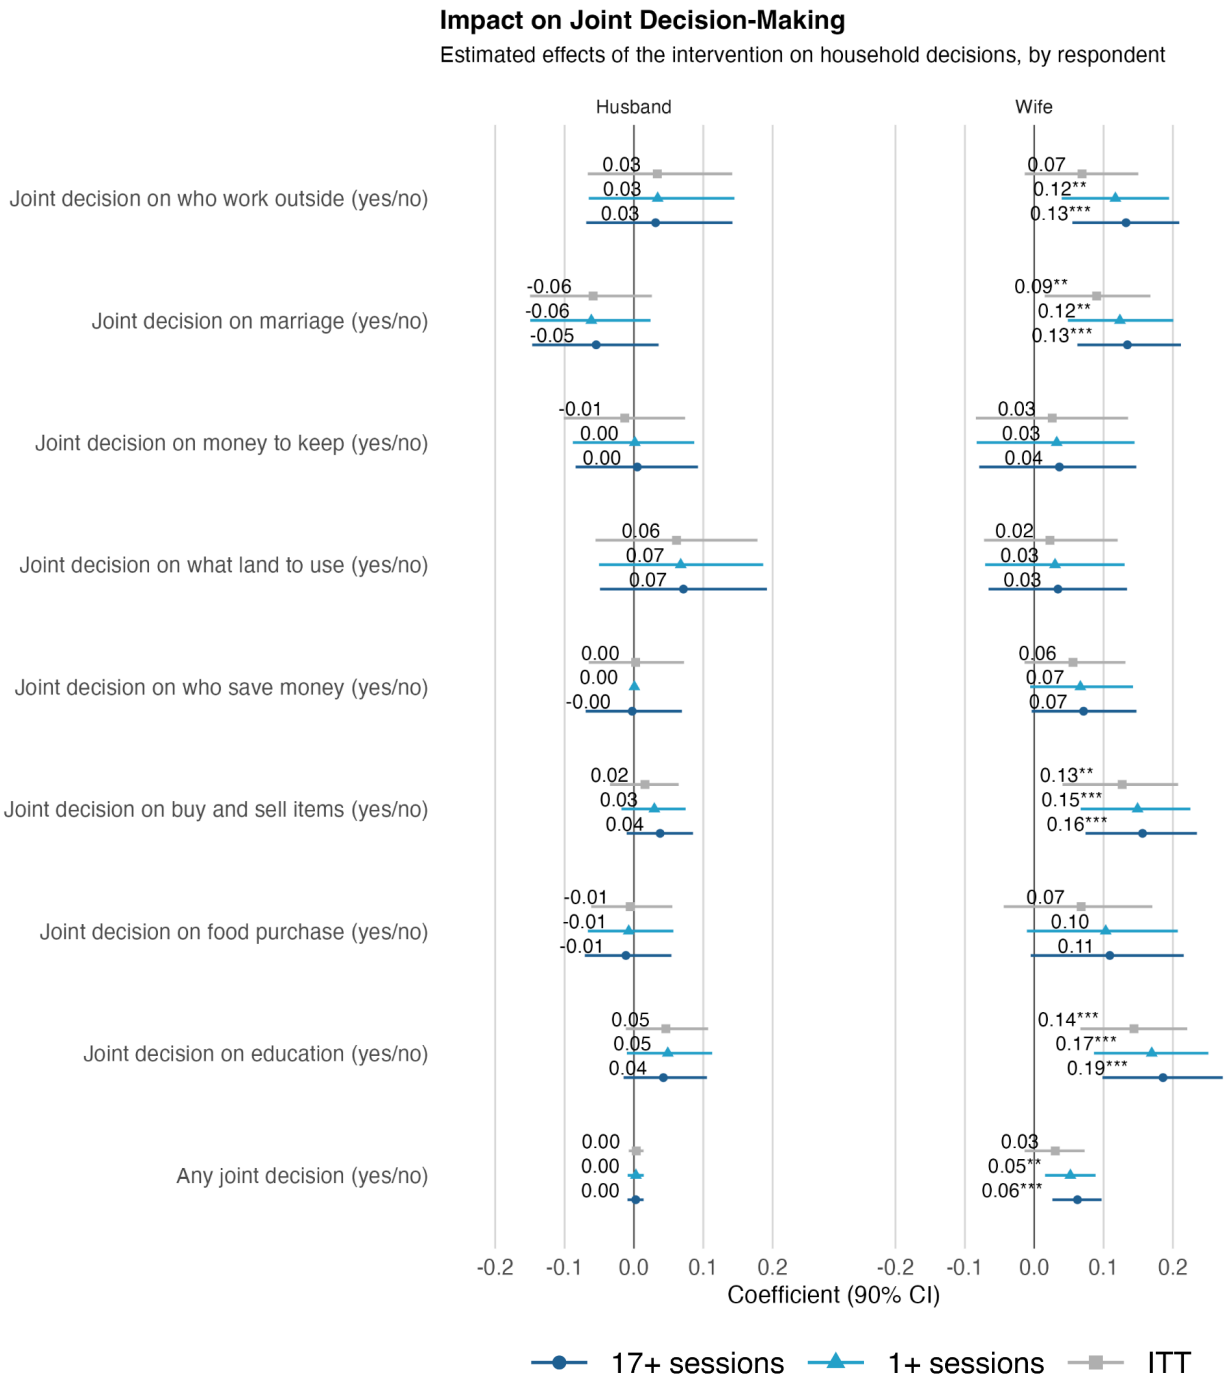 Impact on Joint Decision-Making
Estimated effects of the intervention on household decisions, by respondent
Husband Wife
Joint decision on who work outside (yes/no)
0.03 0.07
0.03 0.12**
0.03 0.13***
Joint decision on marriage (yes/no)
-0.06 0.09**
-0.06 0.12**
-0.05 0.13***
Joint decision on money to keep (yes/no)
-0.01 0.03
0.00 0.03
0.00 0.04
Joint decision on what land to use (yes/no)
0.06 0.02
0.07 0.03
0.07 0.03
Joint decision on who save money (yes/no)
0.00 0.06
0.00 0.07
-0.00 0.07
Joint decision on buy and sell items (yes/no)
0.02 0.13**
0.03 0.15***
0.04 0.16***
Joint decision on food purchase (yes/no)
-0.01 0.07
-0.01 0.10
-0.01 0.11
Joint decision on education (yes/no)
0.05 0.14***
0.05 0.17***
0.04 0.19***
Any joint decision (yes/no)
0.00 0.03
0.00 0.05**
0.00 0.06***
-0.2 -0.1 0.0 0.1 0.2 -0.2 -0.1 0.0 0.1 0.2
Coefficient (90% CI)
17+ sessions 1+ sessions ITT